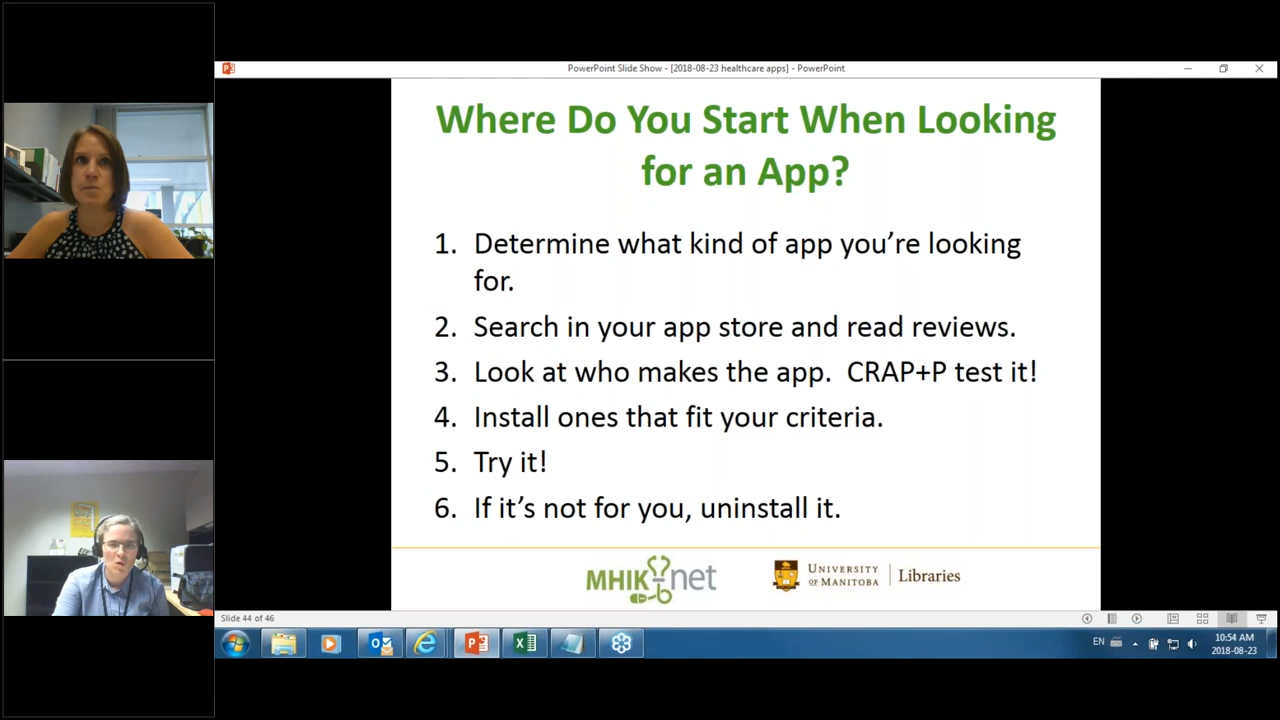 PowerPoint Slide Show - [2018-08-23 healthcare apps] - PowerPoint
Where Do You Start When Looking
for an App?
1. Determine what kind of app you're looking
for.
2. Search in your app store and read reviews.
3. Look at who makes the app. CRAP+P test it!
4. Install ones that fit your criteria.
5. Try it!
6. If it's not for you, uninstall it.
MHIKnet
UNIVERSITY
OF MANITOBA
Libraries
Slide 44 of 46
EN
10:54 AM
2018-08-23